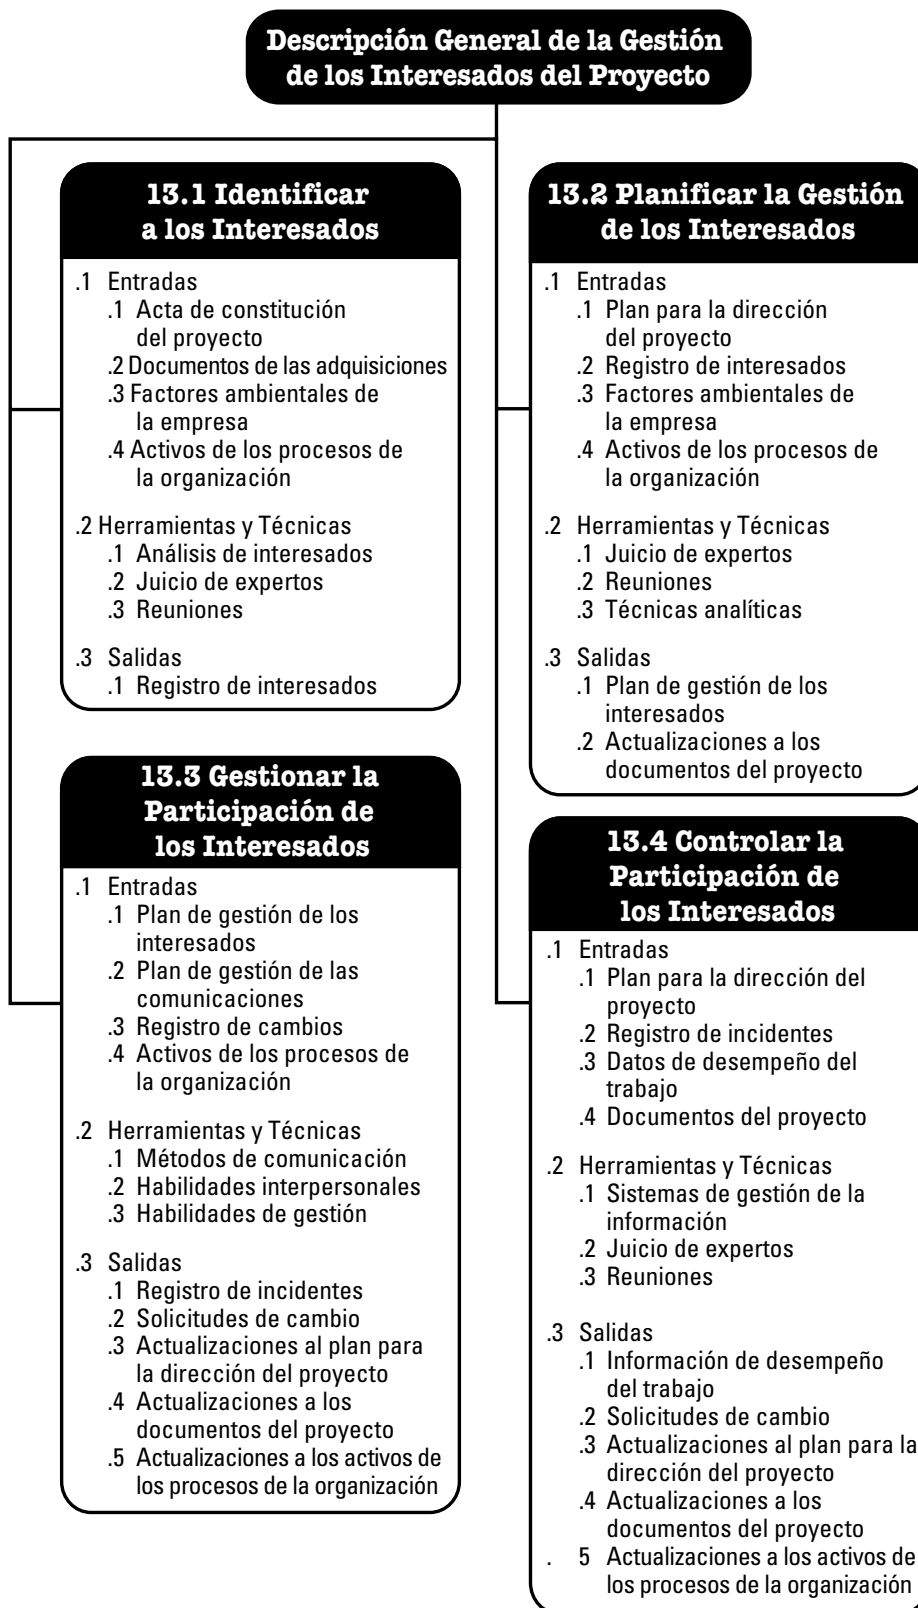 Descripción General de la Gestión
de los Interesados del Proyecto
13.1 Identificar
a los Interesados
.1 Entradas
.1 Acta de constitución
del proyecto
.2 Documentos de las adquisiciones
.3 Factores ambientales de
la empresa
.4 Activos de los procesos de
la organización
.2 Herramientas y Técnicas
.1 Análisis de interesados
.2 Juicio de expertos
.3 Reuniones
.3 Salidas
.1 Registro de interesados
13.2 Planificar la Gestión
de los Interesados
.1 Entradas
.1 Plan para la dirección
del proyecto
.2 Registro de interesados
.3 Factores ambientales de
la empresa
.4 Activos de los procesos de
la organización
.2 Herramientas y Técnicas
.1 Juicio de expertos
.2 Reuniones
.3 Técnicas analíticas
.3 Salidas
.1 Plan de gestión de los
interesados
.2 Actualizaciones a los
documentos del proyecto
13.3 Gestionar la
Participación de
los Interesados
.1 Entradas
.1 Plan de gestión de los
interesados
.2 Plan de gestión de las
comunicaciones
.3 Registro de cambios
.4 Activos de los procesos de
la organización
.2 Herramientas y Técnicas
.1 Métodos de comunicación
.2 Habilidades interpersonales
.3 Habilidades de gestión
.3 Salidas
.1 Registro de incidentes
.2 Solicitudes de cambio
.3 Actualizaciones al plan para
la dirección del proyecto
.4 Actualizaciones a los
documentos del proyecto
.5 Actualizaciones a los activos de
los procesos de la organización
13.4 Controlar la
Participación de
los Interesados
.1 Entradas
.1 Plan para la dirección del
proyecto
.2 Registro de incidentes
.3 Datos de desempeño del
trabajo
.4 Documentos del proyecto
.2 Herramientas y Técnicas
.1 Sistemas de gestión de la
información
.2 Juicio de expertos
.3 Reuniones
.3 Salidas
.1 Información de desempeño
del trabajo
.2 Solicitudes de cambio
.3 Actualizaciones al plan para la
dirección del proyecto
.4 Actualizaciones a los
documentos del proyecto
. 5 Actualizaciones a los activos de
los procesos de la organización